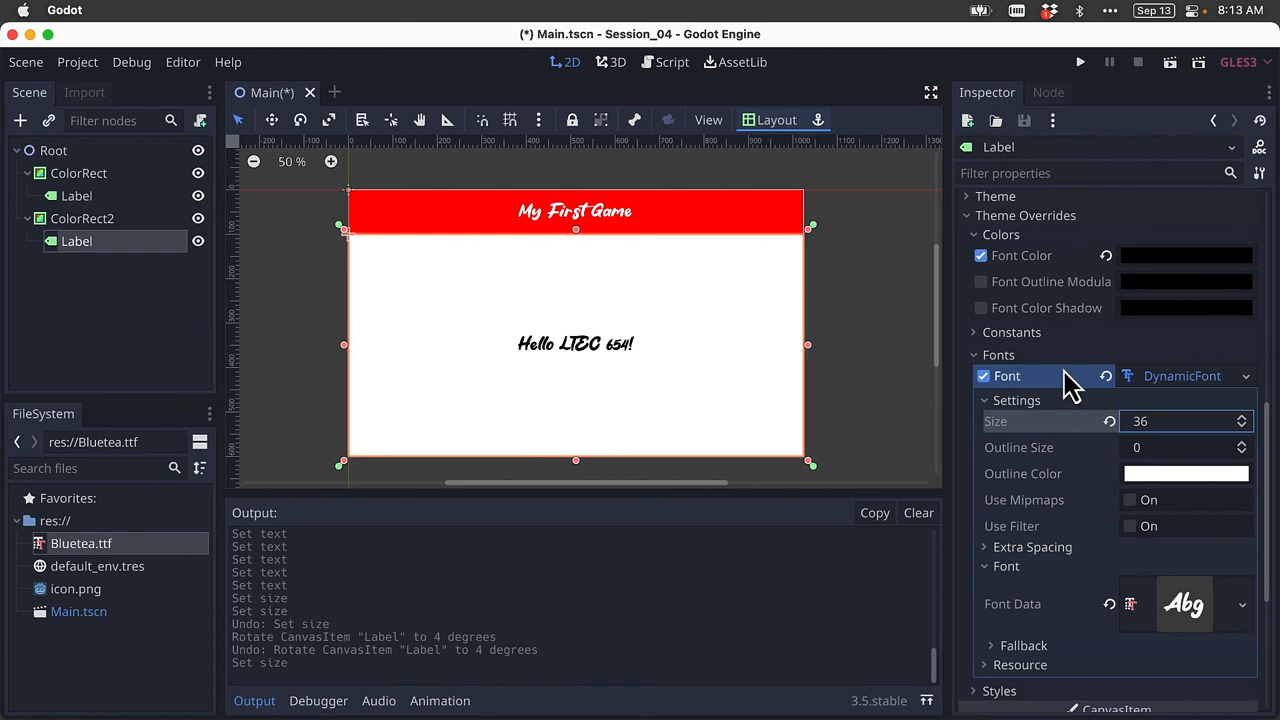 Godot
Sep 13
8:13 AM
(*) Main.tscn - Session_04 - Godot Engine
Scene Project Debug Editor Help
2D 3D Script AssetLib
GLES3
Scene Import
Filter nodes
Root
ColorRect
Label
ColorRect2
Label
FileSystem
res://Bluetea.ttf
Search files
Favorites:
res://
Bluetea.ttf
default_env.tres
icon.png
Main.tscn
Main(*)
View Layout
50 %
My First Game
Hello LTEC 654!
Output:
Copy Clear
Set text
Set text
Set text
Set text
Set text
Set size
Set size
Undo: Set size
Rotate CanvasItem "Label" to 4 degrees
Undo: Rotate CanvasItem "Label" to 4 degrees
Set size
Output Debugger Audio Animation
3.5.stable
Inspector Node
Label
Filter properties
Theme
Theme Overrides
Colors
Font Color
Font Outline Modula
Font Color Shadow
Constants
Fonts
Font DynamicFont
Settings
Size 36
Outline Size 0
Outline Color
Use Mipmaps On
Use Filter On
Extra Spacing
Font
Font Data Abg
Fallback
Resource
Styles
CanvasItem